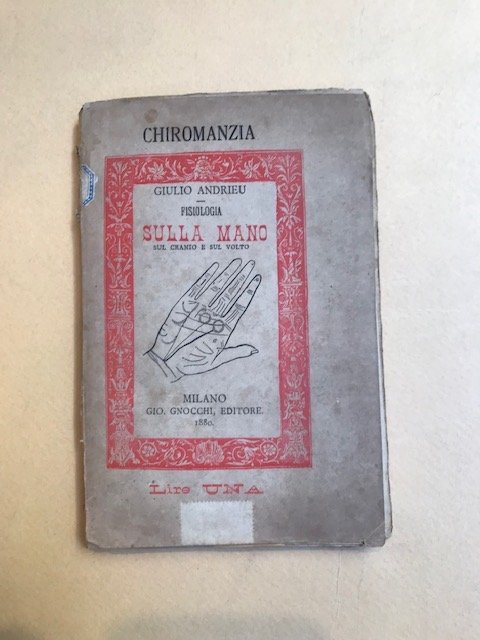 CHIROMANZIA
GIULIO ANDRIEU
FISIOLOGIA
SULLA MANO
SUL CRANIO E SUL VOLTO
MILANO
GIO. GNOCCHI, EDITORE.
1880.
Lire UNA